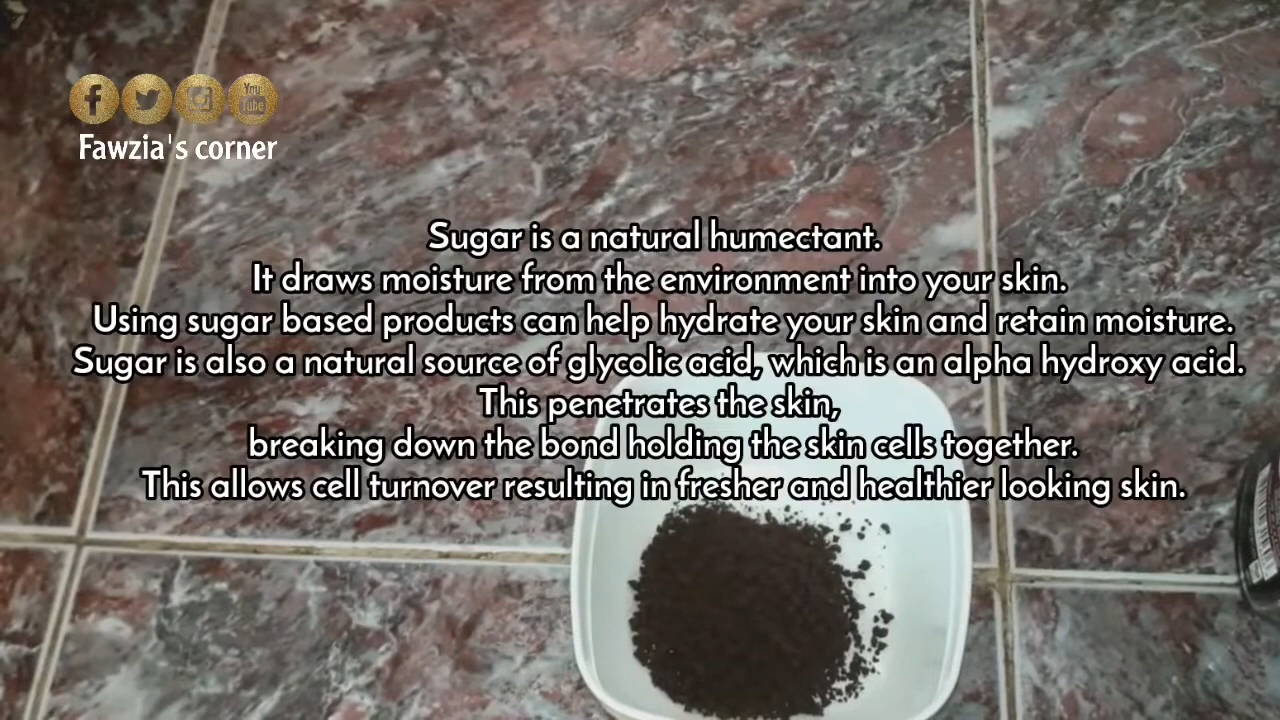 You
Tube
Fawzia's corner
Sugar is a natural humectant.
It draws moisture from the environment into your skin.
Using sugar based products can help hydrate your skin and retain moisture.
Sugar is also a natural source of glycolic acid, which is an alpha hydroxy acid.
This penetrates the skin,
breaking down the bond holding the skin cells together.
This allows cell turnover resulting in fresher and healthier looking skin.